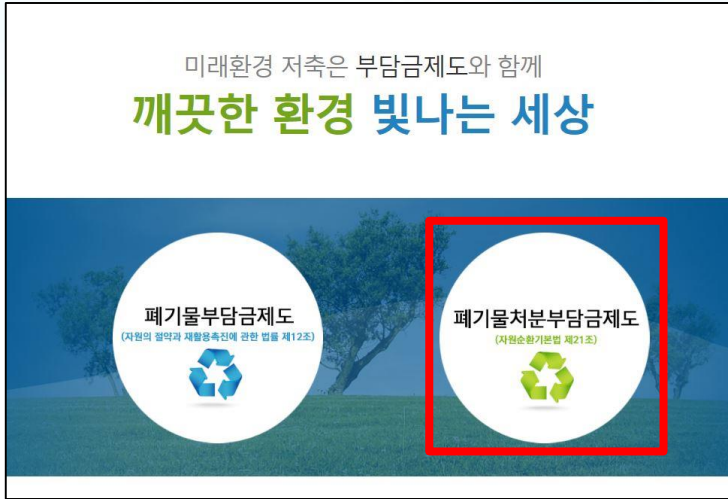 미래환경 저축은 부담금제도와 함께
깨끗한 환경 빛나는 세상
폐기물부담금제도
(자원의 절약과 재활용촉진에 관한 법률 제12조)
폐기물처분부담금제도
(자원순환기본법 제21조)